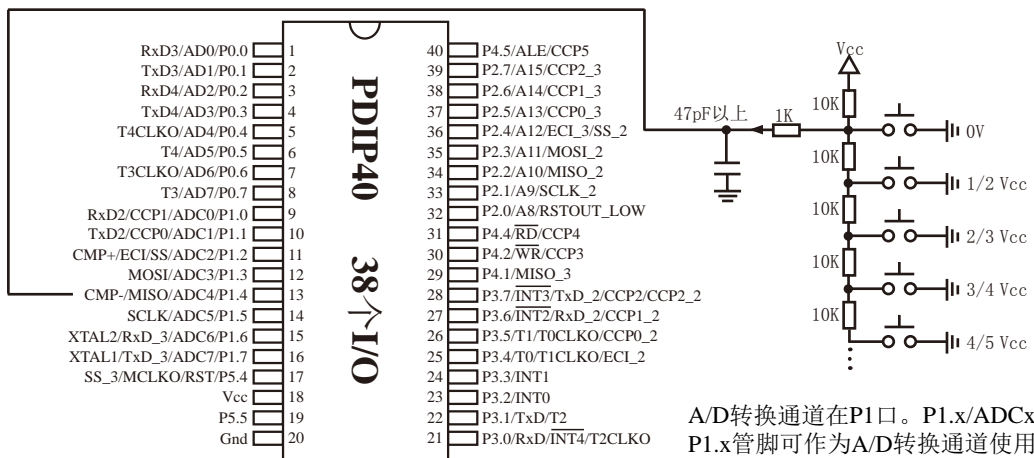 RxD3/AD0/P0.0 1
TxD3/AD1/P0.1 2
RxD4/AD2/P0.2 3
TxD4/AD3/P0.3 4
T4CLKO/AD4/P0.4 5
T4/AD5/P0.5 6
T3CLKO/AD6/P0.6 7
T3/AD7/P0.7 8
RxD2/CCP1/ADC0/P1.0 9
TxD2/CCP0/ADC1/P1.1 10
CMP+/ECI/SS/ADC2/P1.2 11
MOSI/ADC3/P1.3 12
CMP-/MISO/ADC4/P1.4 13
SCLK/ADC5/P1.5 14
XTAL2/RxD_3/ADC6/P1.6 15
XTAL1/TxD_3/ADC7/P1.7 16
SS_3/MCLKO/RST/P5.4 17
Vcc 18
P5.5 19
Gnd 20
PDIP40 38个I/O
40 P4.5/ALE/CCP5
39 P2.7/A15/CCP2_3
38 P2.6/A14/CCP1_3
37 P2.5/A13/CCP0_3
36 P2.4/A12/ECI_3/SS_2
35 P2.3/A11/MOSI_2
34 P2.2/A10/MISO_2
33 P2.1/A9/SCLK_2
32 P2.0/A8/RSTOUT_LOW
31 P4.4/RD/CCP4
30 P4.2/WR/CCP3
29 P4.1/MISO_3
28 P3.7/INT3/TxD_2/CCP2/CCP2_2
27 P3.6/INT2/RxD_2/CCP1_2
26 P3.5/T1/T0CLKO/CCP0_2
25 P3.4/T0/T1CLKO/ECI_2
24 P3.3/INT1
23 P3.2/INT0
22 P3.1/TxD/T2
21 P3.0/RxD/INT4/T2CLKO
Vcc
10K
47pF以上 1K
0V
10K
1/2 Vcc
10K
2/3 Vcc
10K
3/4 Vcc
10K
4/5 Vcc
A/D转换通道在P1口。P1.x/ADCx
P1.x管脚可作为A/D转换通道使用